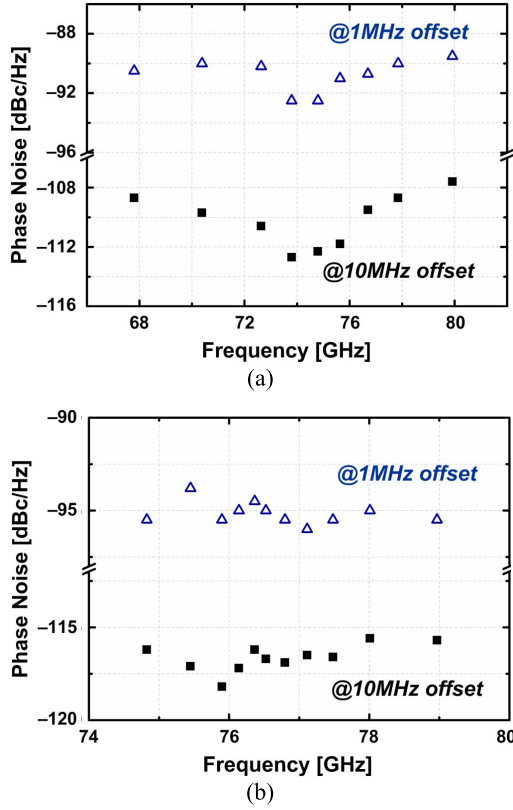 –88
@1MHz offset
–92
–96
–108
–112
@10MHz offset
–116
68 72 76 80
Phase Noise [dBc/Hz]
Frequency [GHz]
(a)
–90
@1MHz offset
–95
–115
@10MHz offset
–120
74 76 78 80
Phase Noise [dBc/Hz]
Frequency [GHz]
(b)